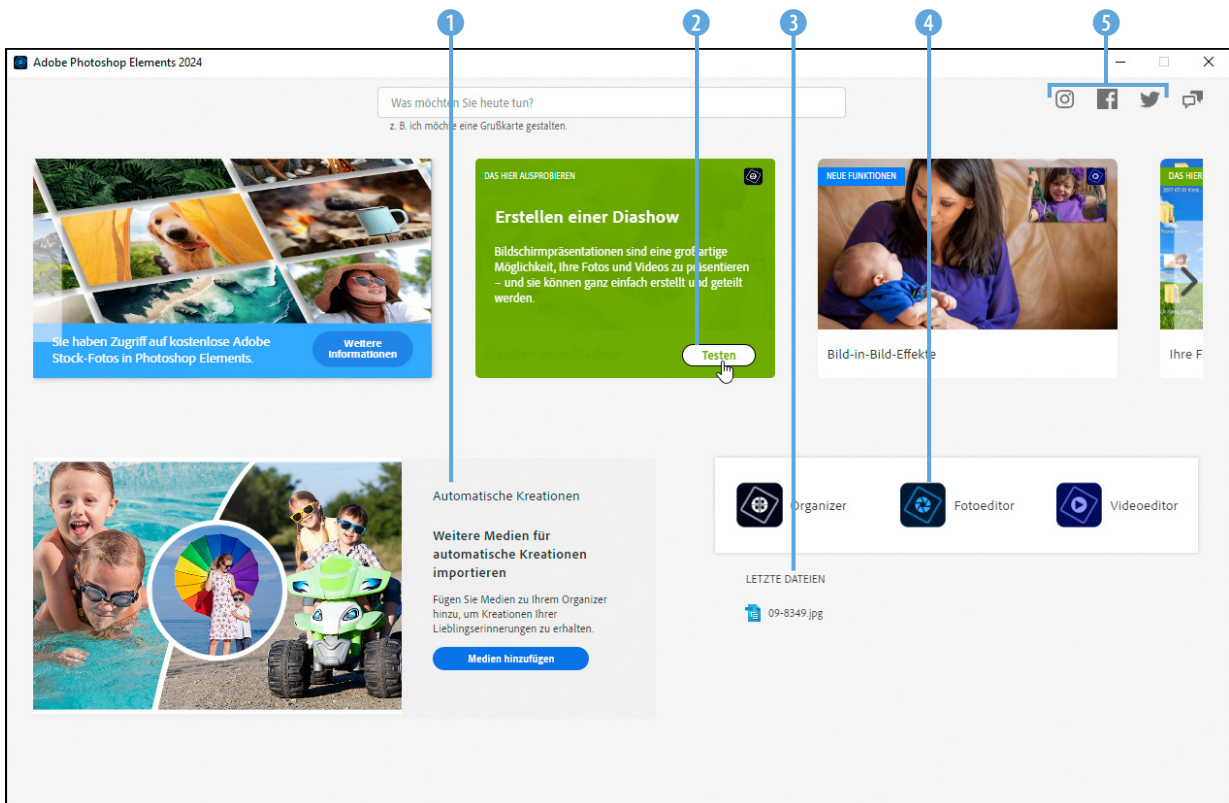 1 2 3 4 5
Adobe Photoshop Elements 2024
Was möchten Sie heute tun?
z. B. ich möchte eine Grußkarte gestalten.
Sie haben Zugriff auf kostenlose Adobe
Stock-Fotos in Photoshop Elements.
Weitere
Informationen
DAS HIER AUSPROBIEREN
Erstellen einer Diashow
Bildschirmpräsentationen sind eine großartige
Möglichkeit, Ihre Fotos und Videos zu präsentieren
– und sie können ganz einfach erstellt und geteilt
werden.
Erstellen einer Diashow
Testen
NEUE FUNKTIONEN
Bild-in-Bild-Effekte
DAS HIER
Ihre F
Automatische Kreationen
Weitere Medien für
automatische Kreationen
importieren
Fügen Sie Medien zu Ihrem Organizer
hinzu, um Kreationen Ihrer
Lieblingserinnerungen zu erhalten.
Medien hinzufügen
Organizer
Fotoeditor
Videoeditor
LETZTE DATEIEN
09-8349.jpg